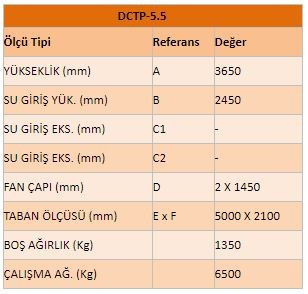 DCTP-5.5
Ölçü Tipi Referans Değer
YÜKSEKLİK (mm) A 3650
SU GİRİŞ YÜK. (mm) B 2450
SU GİRİŞ EKS. (mm) C1 -
SU GİRİŞ EKS. (mm) C2 -
FAN ÇAPI (mm) D 2 X 1450
TABAN ÖLÇÜSÜ (mm) E x F 5000 X 2100
BOŞ AĞIRLIK (Kg) 1350
ÇALIŞMA AĞ. (Kg) 6500